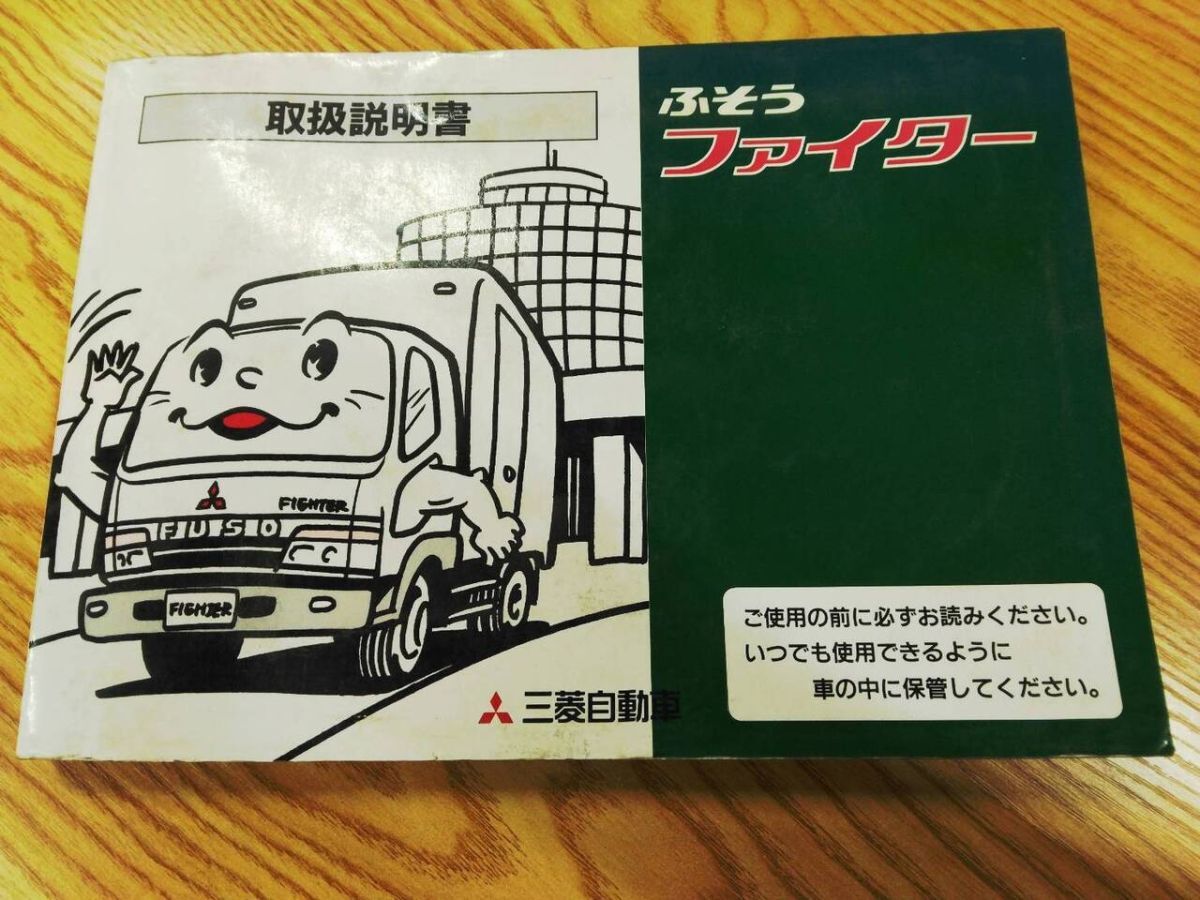 取扱説明書
ふそう
ファイター
FIGHTER
FUSO
FIGHTER
三菱自動車
ご使用の前に必ずお読みください。
いつでも使用できるように
車の中に保管してください。